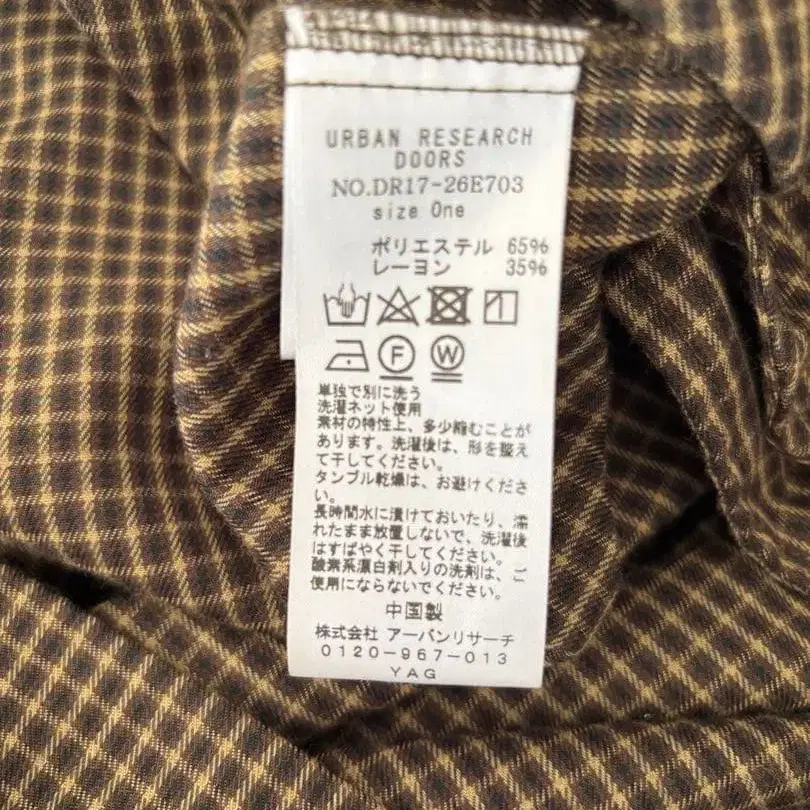 URBAN RESEARCH
DOORS
NO.DR17-26E703
size One
ポリエステル 65%
レーヨン 35%
F W
単独で別に洗う
洗濯ネット使用
素材の特性上、多少縮むことが
あります。洗濯後は、形を整え
て干してください。
タンブル乾燥は、お避けくださ
い。
長時間水に漬けておいたり、濡
れたまま放置しないで、洗濯後
はすばやく干してください。
酸素系漂白剤入りの洗剤は、ご
使用にならないでください。
中国製
株式会社 アーバンリサーチ
0120-967-013
YAG